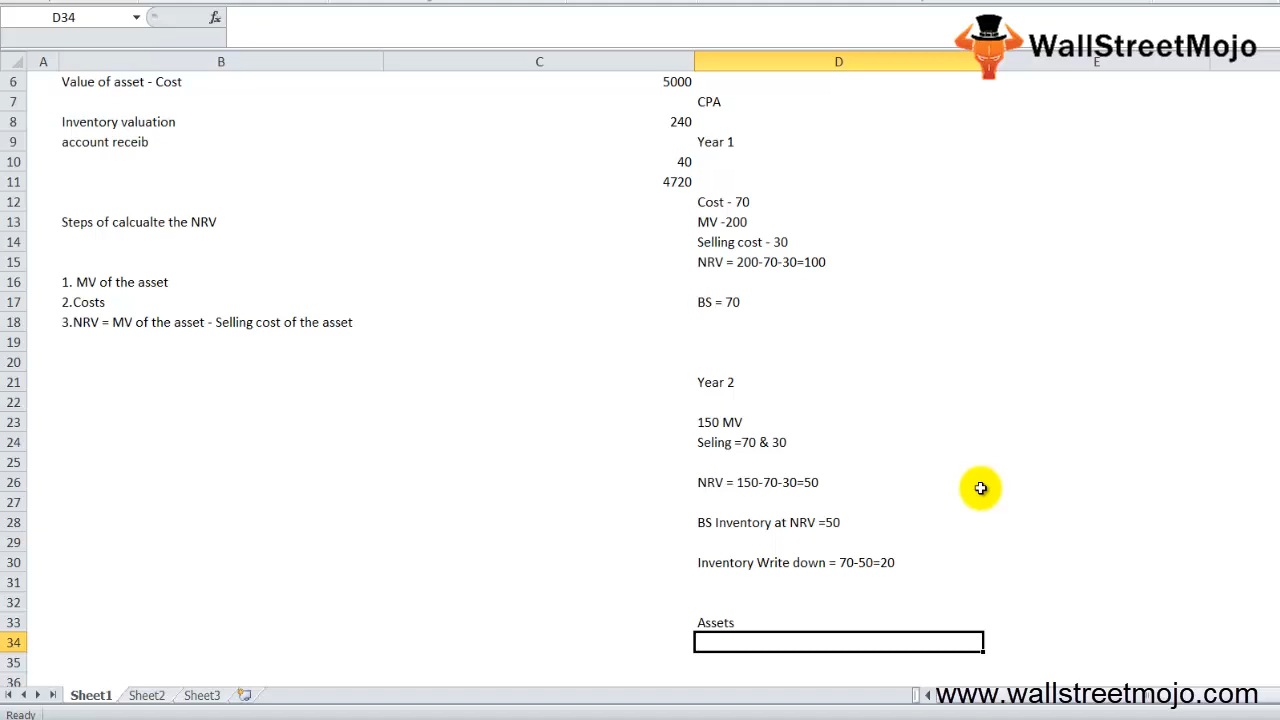 D34
fx
WallStreetMojo
A B C D E
6 Value of asset - Cost 5000
7 CPA
8 Inventory valuation 240
9 account receib Year 1
10 40
11 4720
12 Cost - 70
13 Steps of calcualte the NRV MV -200
14 Selling cost - 30
15 NRV = 200-70-30=100
16 1. MV of the asset
17 2.Costs BS = 70
18 3.NRV = MV of the asset - Selling cost of the asset
19
20
21 Year 2
22
23 150 MV
24 Seling =70 & 30
25
26 NRV = 150-70-30=50
27
28 BS Inventory at NRV =50
29
30 Inventory Write down = 70-50=20
31
32
33 Assets
34
35
36
Sheet1 Sheet2 Sheet3
www.wallstreetmojo.com
Ready